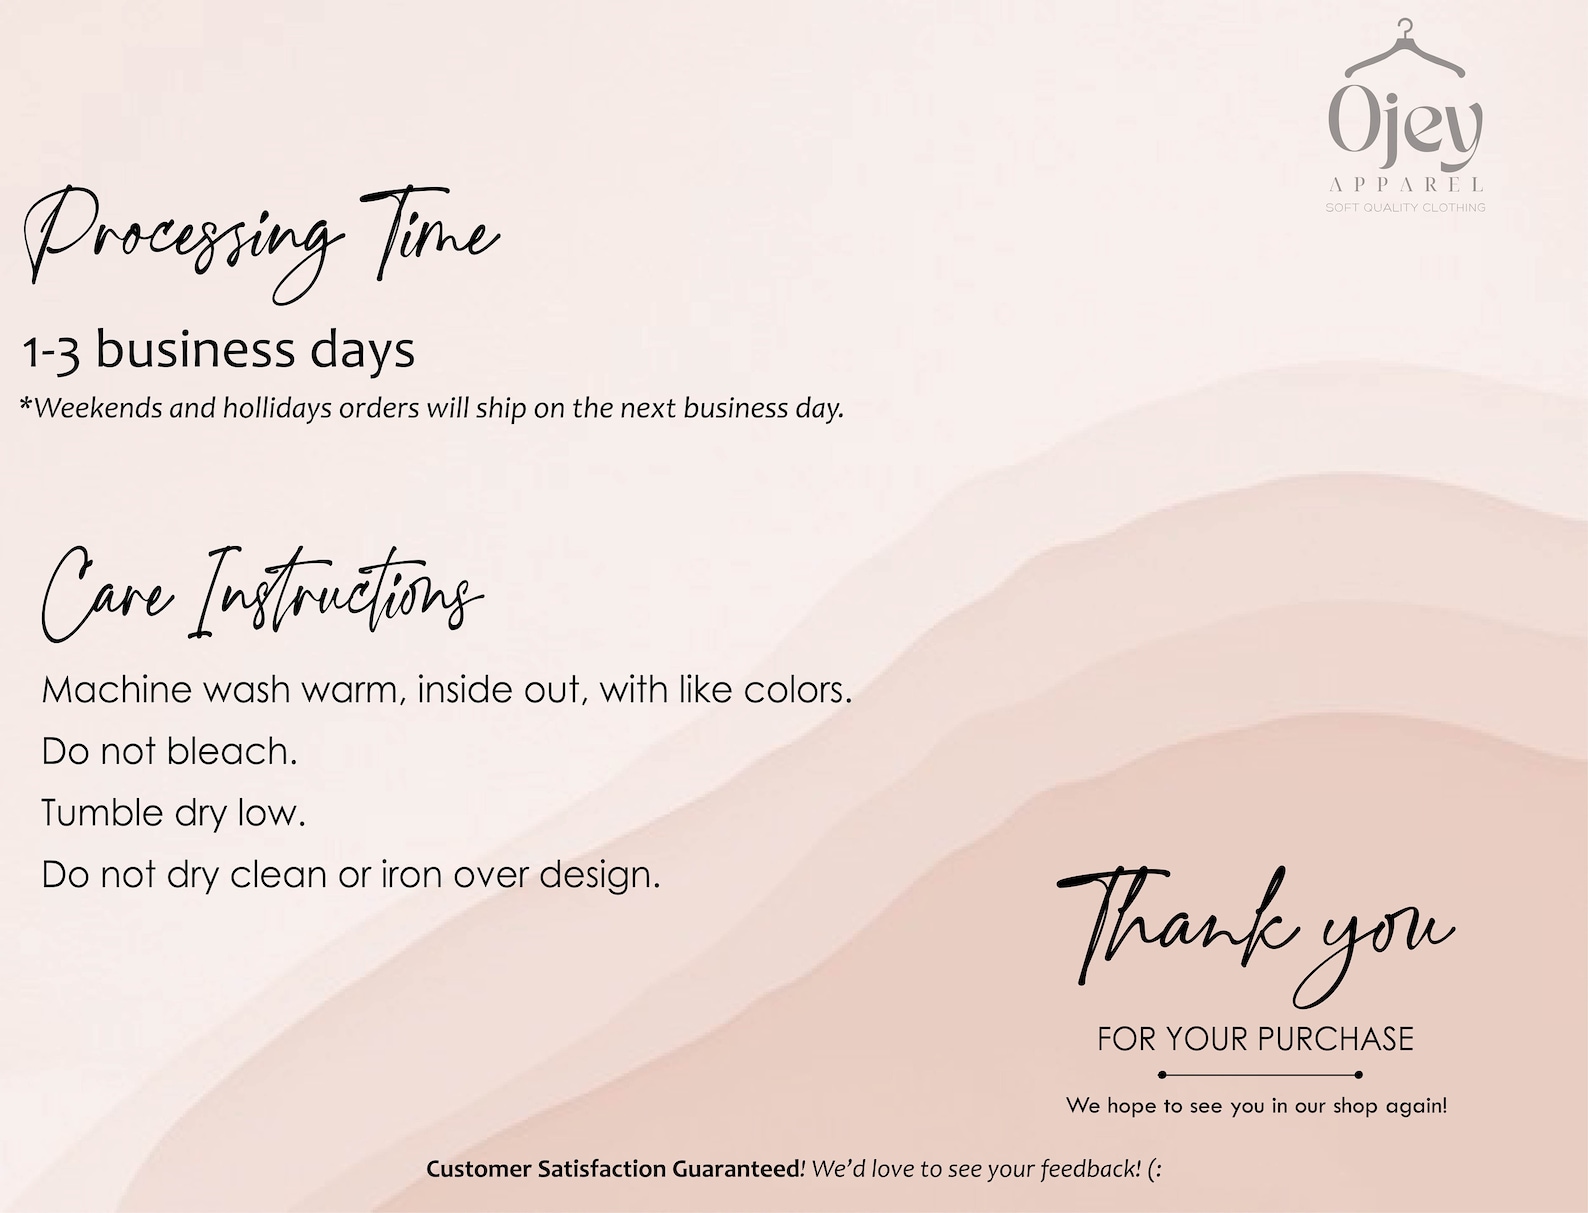 Ojey
APPAREL
SOFT QUALITY CLOTHING
Processing Time
1-3 business days
*Weekends and hollidays orders will ship on the next business day.
Care Instructions
Machine wash warm, inside out, with like colors.
Do not bleach.
Tumble dry low.
Do not dry clean or iron over design.
Thank you
FOR YOUR PURCHASE
We hope to see you in our shop again!
Customer Satisfaction Guaranteed! We'd love to see your feedback! (: